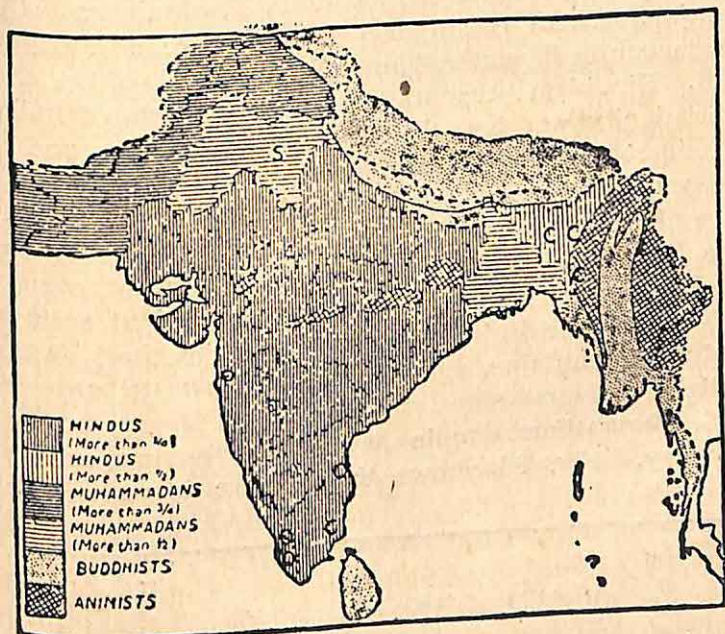 S
J
C C
C
C
C
C
C
C
HINDUS
(More than ¾)
HINDUS
(More than ½)
MUHAMMADANS
(More than ¾)
MUHAMMADANS
(More than ½)
BUDDHISTS
ANIMISTS